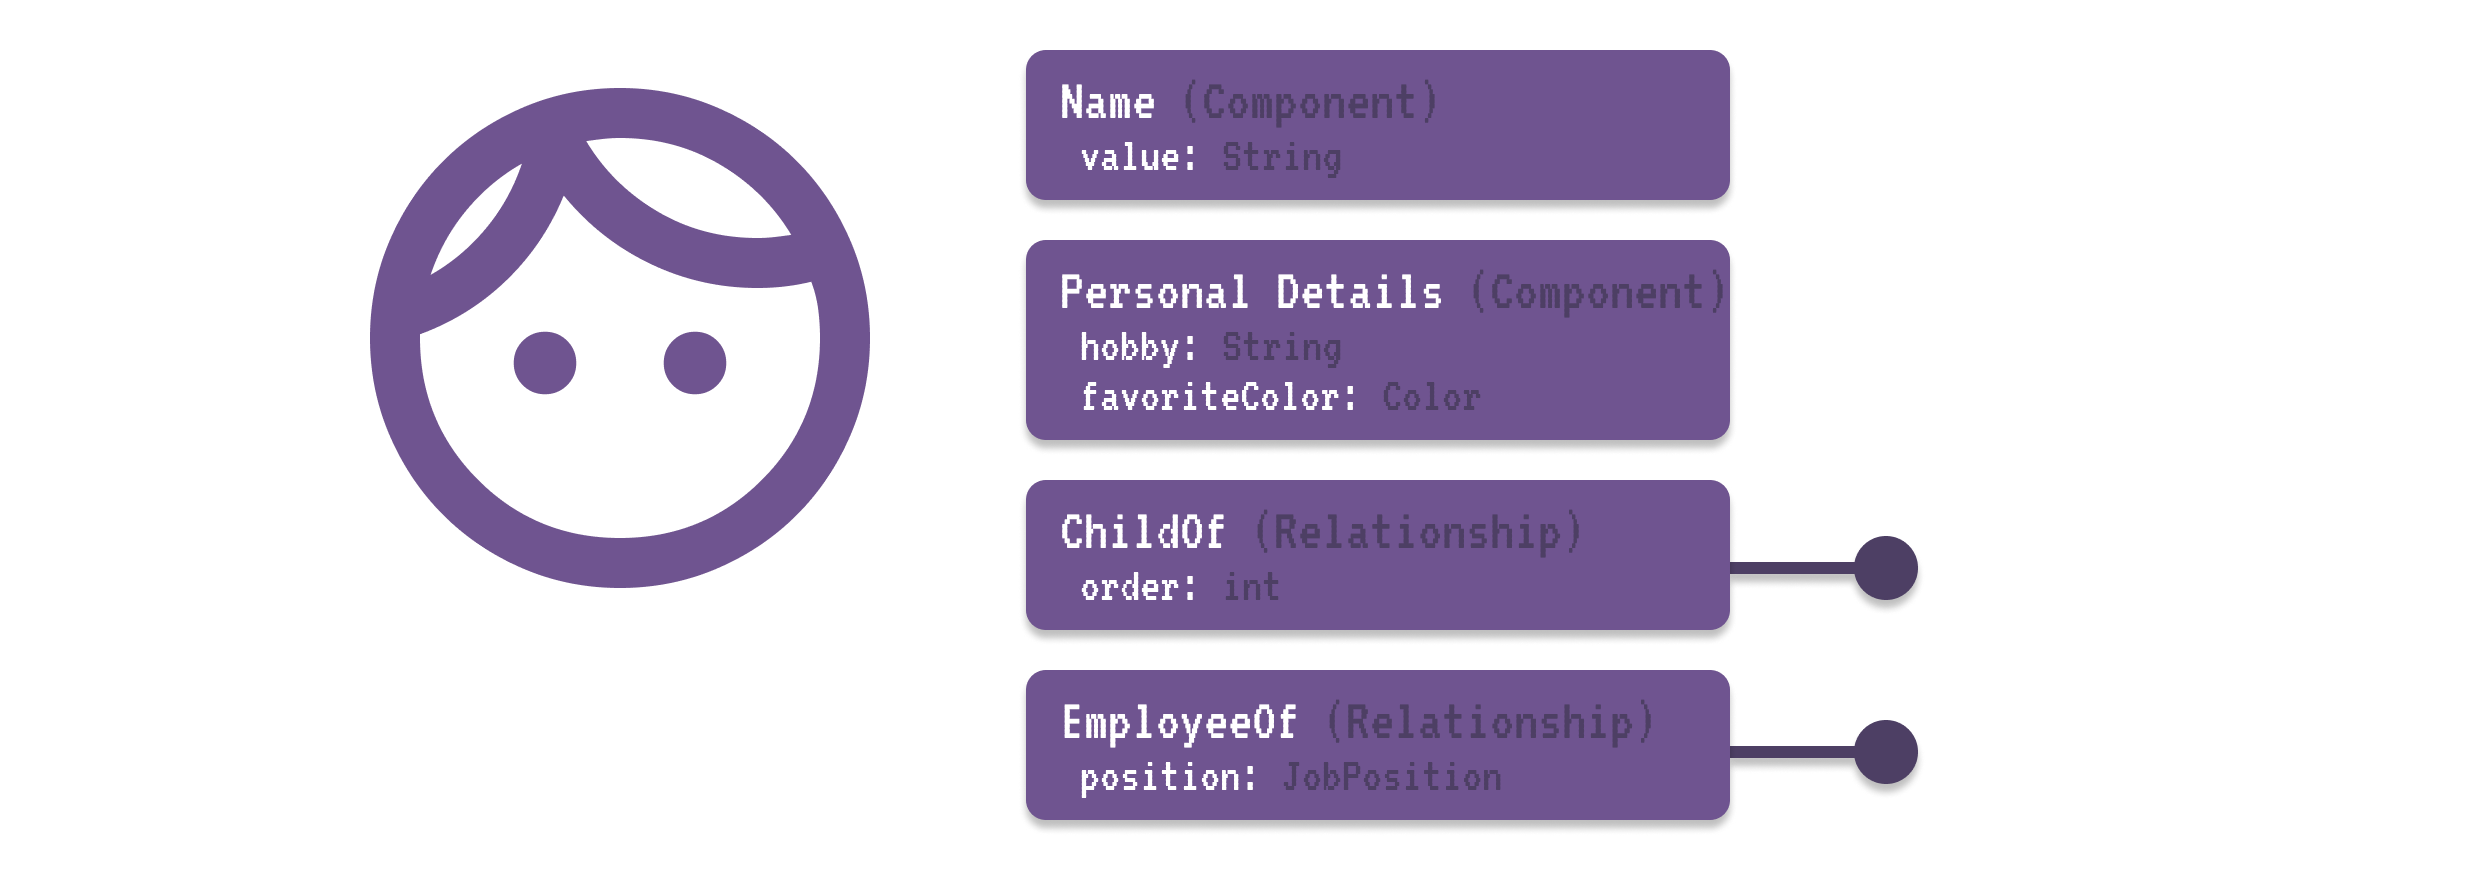 Name (Component)
value: String
Personal Details (Component)
hobby: String
favoriteColor: Color
ChildOf (Relationship)
order: int
EmployeeOf (Relationship)
position: JobPosition